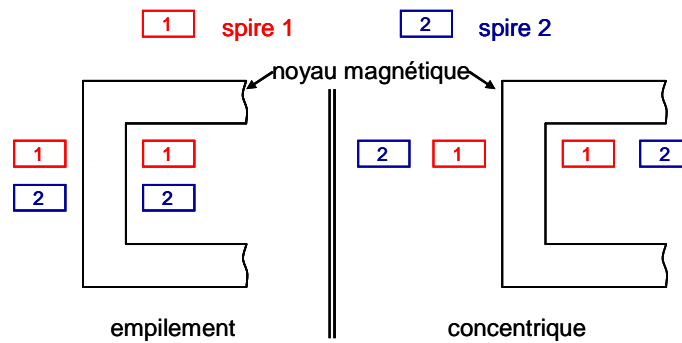 1 spire 1 2 spire 2
noyau magnétique
1 1 2 1 1 2
2 2
empilement concentrique